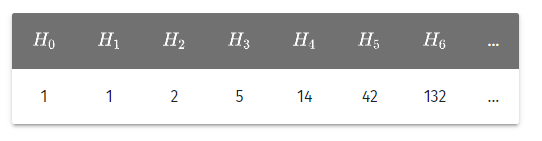 H₀ H₁ H₂ H₃ H₄ H₅ H₆ ...
1 1 2 5 14 42 132 ...